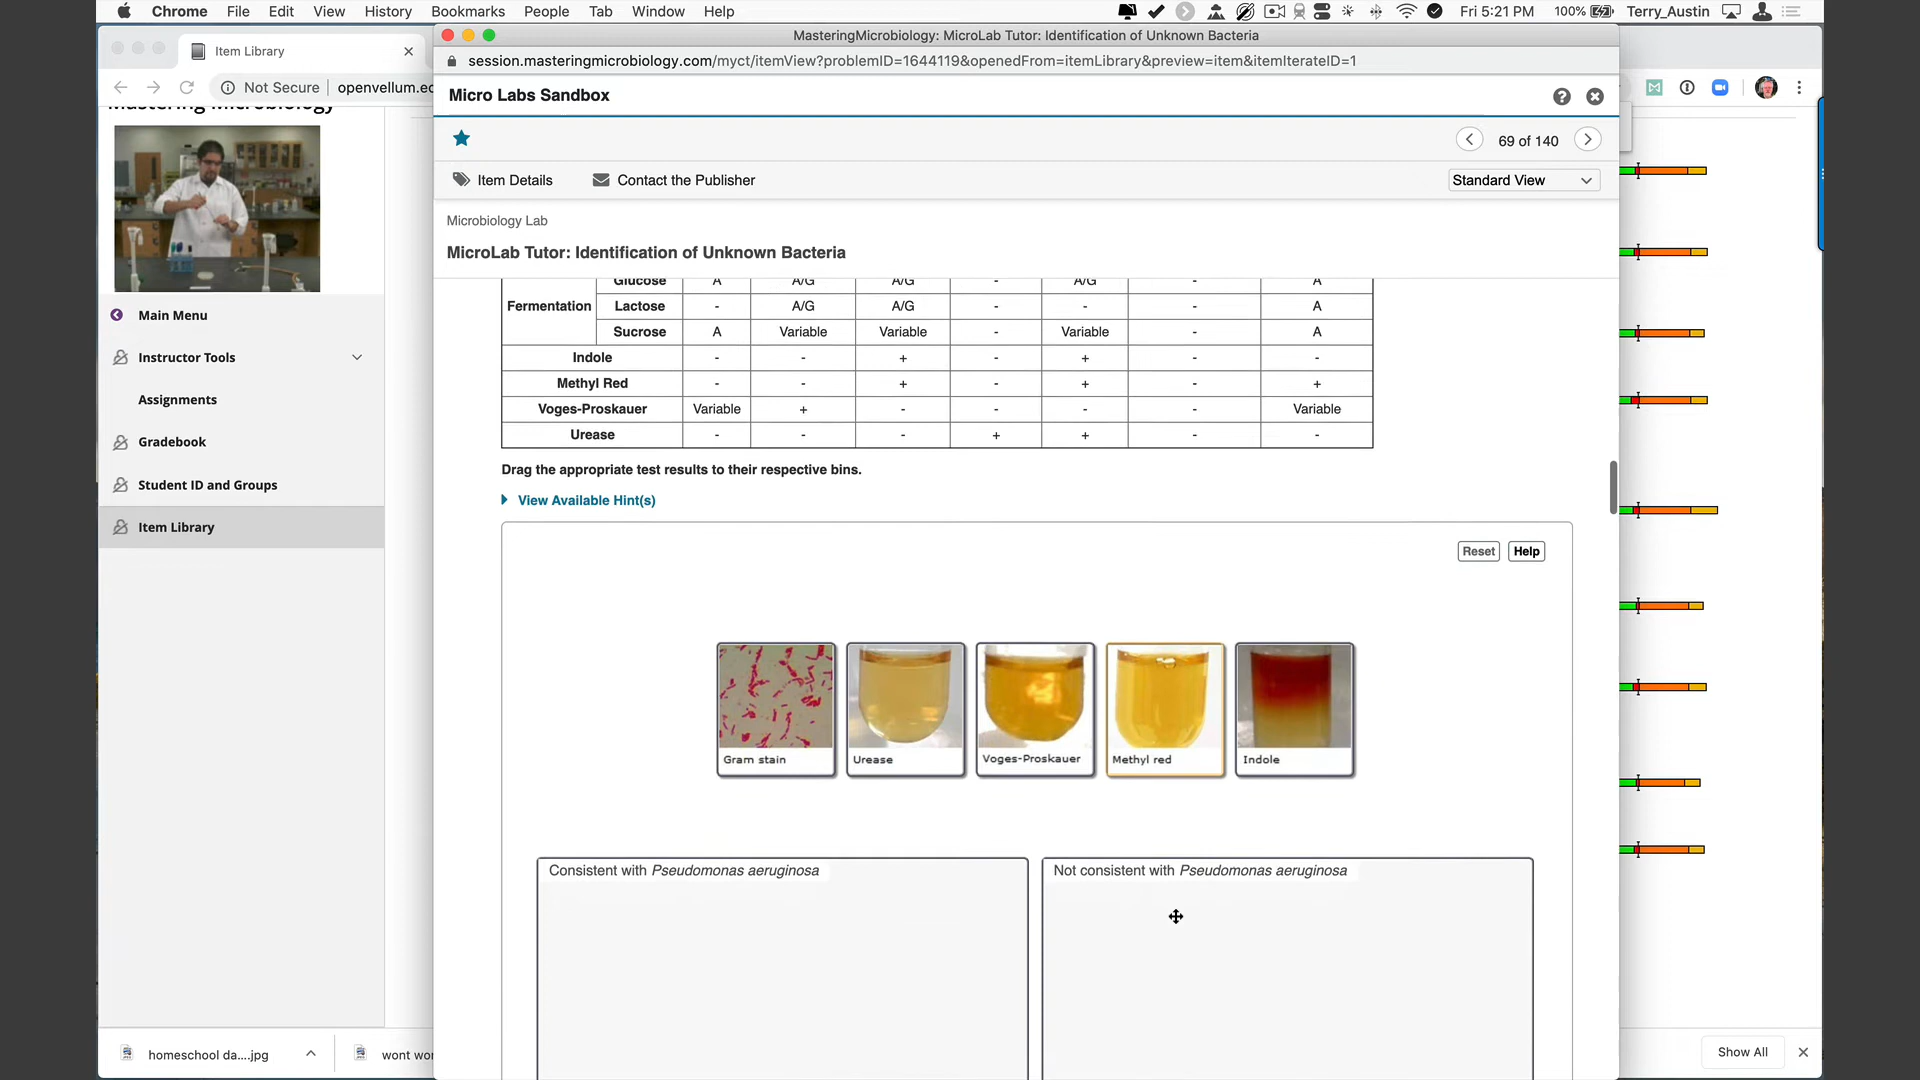 Chrome File Edit View History Bookmarks People Tab Window Help
Fri 5:21 PM 100% Terry_Austin
Item Library
MasteringMicrobiology: MicroLab Tutor: Identification of Unknown Bacteria
Not Secure openvellum.ec
session.masteringmicrobiology.com/myct/itemView?problemID=1644119&openedFrom=itemLibrary&preview=item&itemIterateID=1
Mastering Microbiology
Micro Labs Sandbox
69 of 140
Item Details Contact the Publisher Standard View
Microbiology Lab
MicroLab Tutor: Identification of Unknown Bacteria
Main Menu
Instructor Tools
Assignments
Gradebook
Student ID and Groups
Item Library
Fermentation
Glucose A A/G A/G - A/G - A
Lactose - A/G A/G - - - A
Sucrose A Variable Variable - Variable - A
Indole - - + - + - -
Methyl Red - - + - + - +
Voges-Proskauer Variable + - - - - Variable
Urease - - - + + - -
Drag the appropriate test results to their respective bins.
View Available Hint(s)
Reset Help
Gram stain Urease Voges-Proskauer Methyl red Indole
Consistent with Pseudomonas aeruginosa
Not consistent with Pseudomonas aeruginosa
homeschool da....jpg
wont wor
Show All